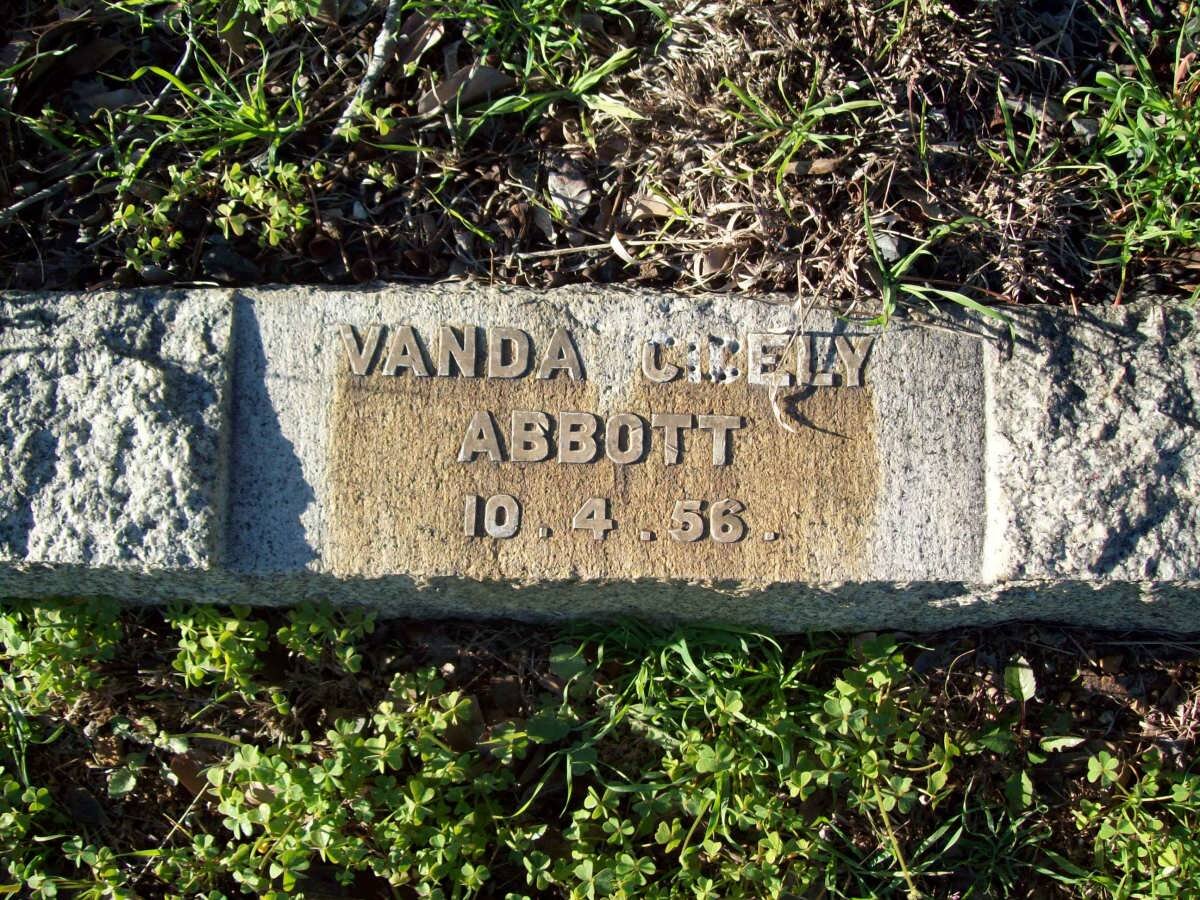 VANDA CICELY
ABBOTT
10.4.56.